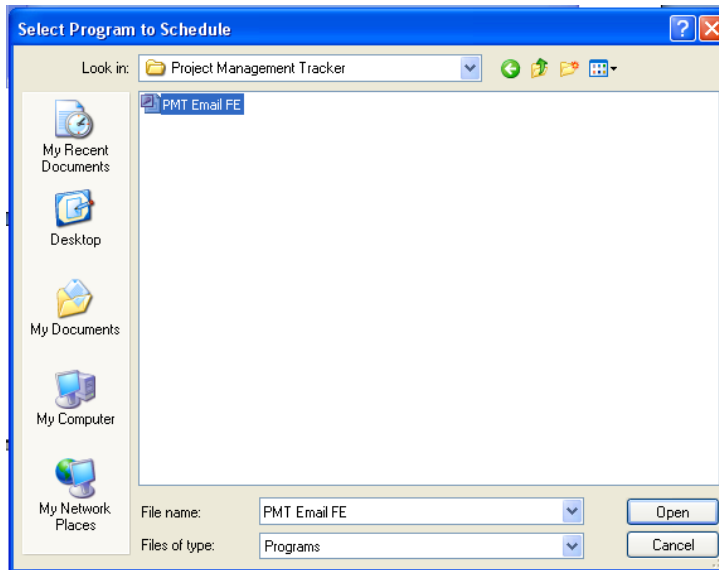 Select Program to Schedule
Look in: Project Management Tracker
PMT Email FE
My Recent
Documents
Desktop
My Documents
My Computer
My Network
Places
File name: PMT Email FE Open
Files of type: Programs Cancel